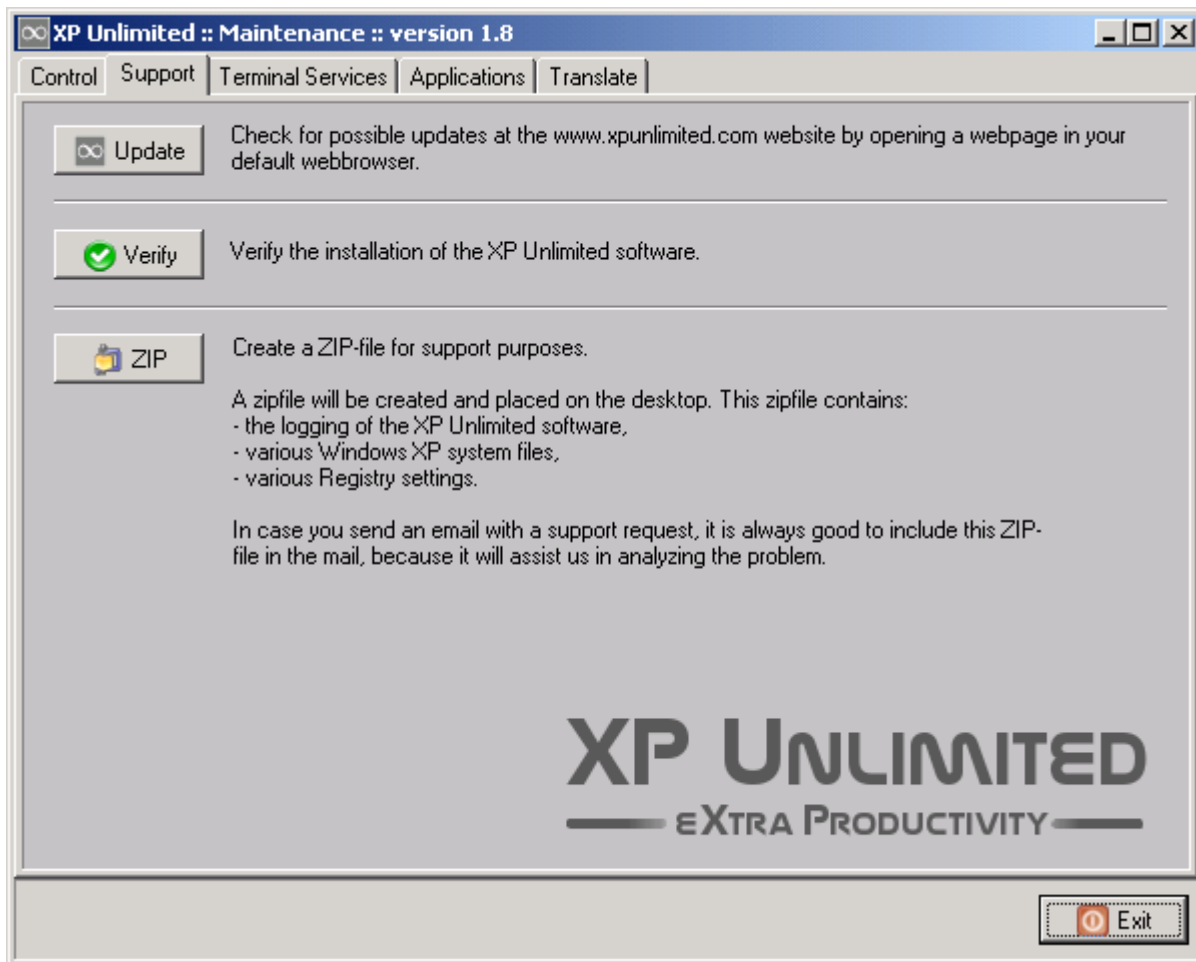 XP Unlimited :: Maintenance :: version 1.8
Control Support Terminal Services Applications Translate
Update
Check for possible updates at the www.xpunlimited.com website by opening a webpage in your
default webbrowser.
Verify
Verify the installation of the XP Unlimited software.
ZIP
Create a ZIP-file for support purposes.
A zipfile will be created and placed on the desktop. This zipfile contains:
- the logging of the XP Unlimited software,
- various Windows XP system files,
- various Registry settings.
In case you send an email with a support request, it is always good to include this ZIP-
file in the mail, because it will assist us in analyzing the problem.
XP UNLIMITED
EXTRA PRODUCTIVITY
Exit